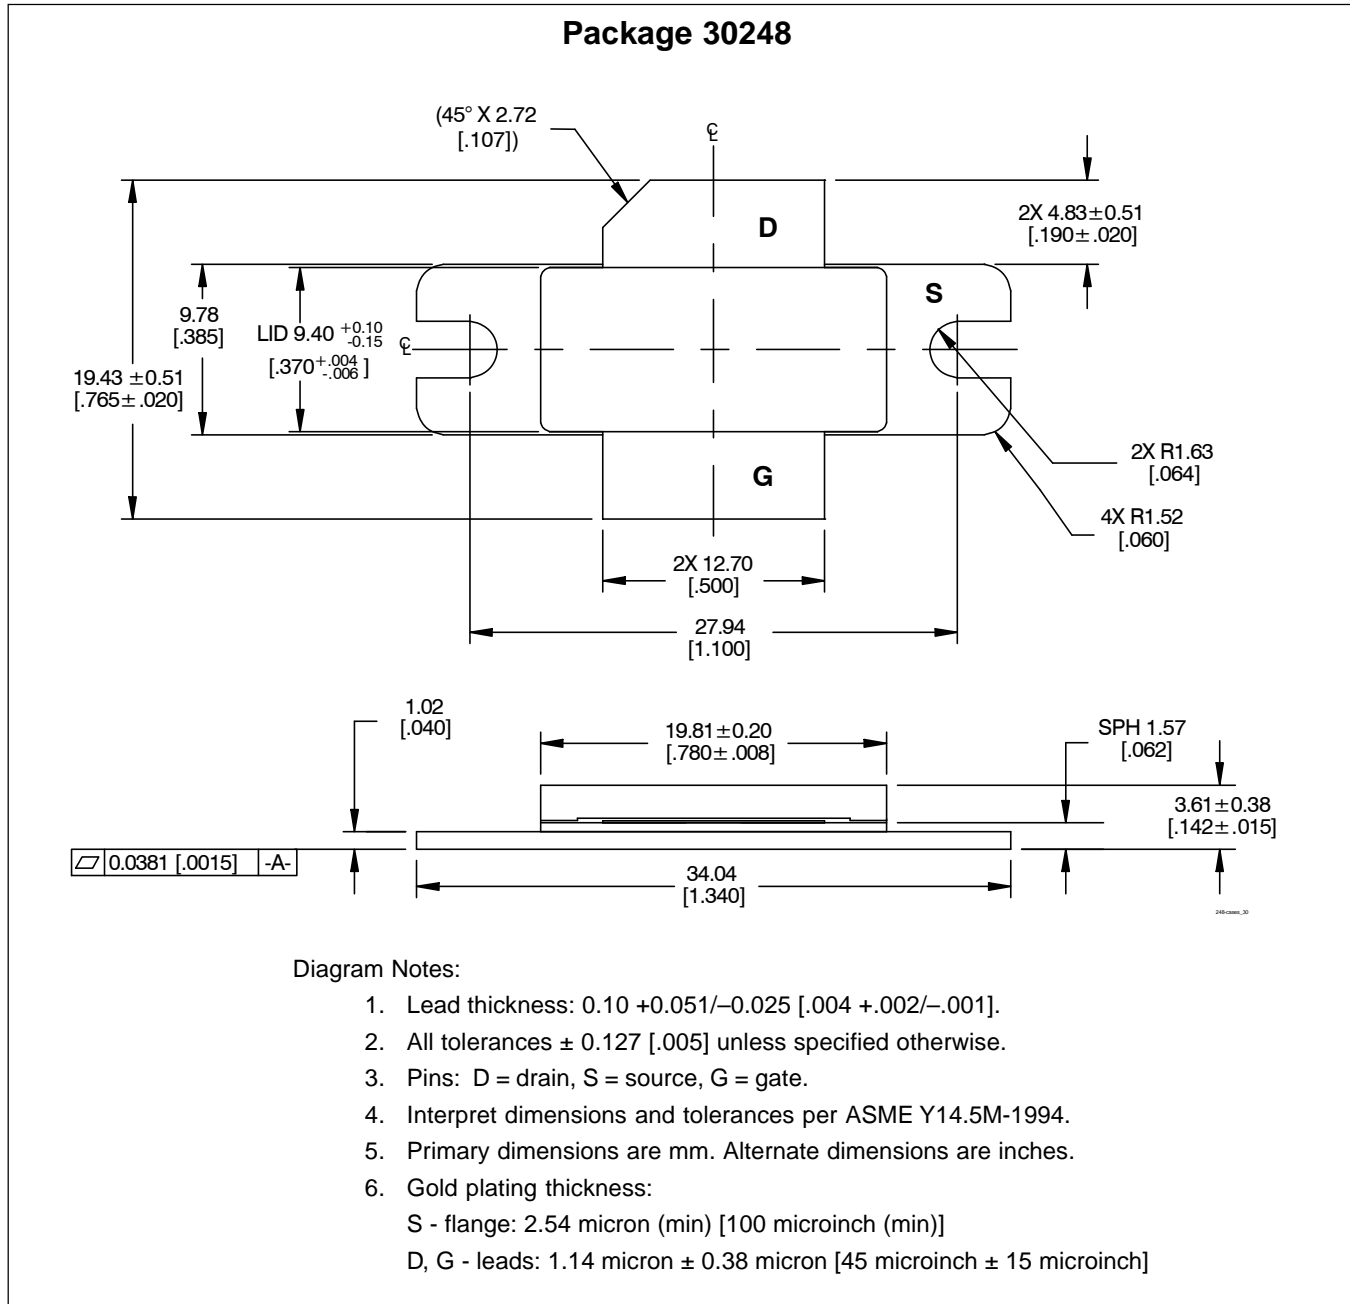 Package 30248
(45° X 2.72
[.107])
℄
D
2X 4.83±0.51
[.190±.020]
S
9.78
[.385]
LID 9.40 +0.10 -0.15
[.370 +.004 -.006 ]
℄
19.43 ±0.51
[.765±.020]
G
2X R1.63
[.064]
4X R1.52
[.060]
2X 12.70
[.500]
27.94
[1.100]
1.02
[.040]
19.81±0.20
[.780±.008]
SPH 1.57
[.062]
3.61±0.38
[.142±.015]
⏥ 0.0381 [.0015] -A-
34.04
[1.340]
248-cases_30
Diagram Notes:
1. Lead thickness: 0.10 +0.051/–0.025 [.004 +.002/–.001].
2. All tolerances ± 0.127 [.005] unless specified otherwise.
3. Pins: D = drain, S = source, G = gate.
4. Interpret dimensions and tolerances per ASME Y14.5M-1994.
5. Primary dimensions are mm. Alternate dimensions are inches.
6. Gold plating thickness:
S - flange: 2.54 micron (min) [100 microinch (min)]
D, G - leads: 1.14 micron ± 0.38 micron [45 microinch ± 15 microinch]